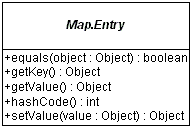 Map.Entry
+equals(object : Object) : boolean
+getKey() : Object
+getValue() : Object
+hashCode() : int
+setValue(value : Object) : Object